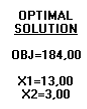 OPTIMAL
SOLUTION
OBJ=184,00
X1=13,00
X2=3,00